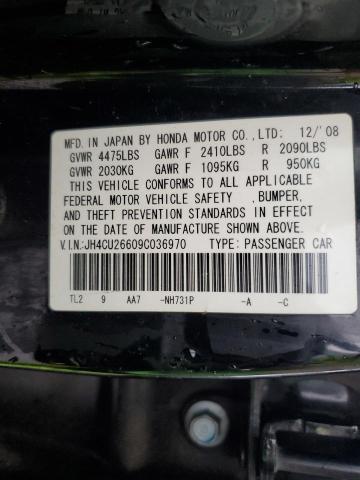 MFD. IN JAPAN BY HONDA MOTOR CO., LTD: 12/'08
GVWR 4475LBS GAWR F 2410LBS R 2090LBS
GVWR 2030KG GAWR F 1095KG R 950KG
THIS VEHICLE CONFORMS TO ALL APPLICABLE
FEDERAL MOTOR VEHICLE SAFETY , BUMPER,
AND THEFT PREVENTION STANDARDS IN EFFECT
ON THE DATE OF MANUFACTURE SHOWN ABOVE.
V.I.N.:JH4CU26609C036970 TYPE: PASSENGER CAR
TL2 9 AA7 -NH731P -A -C